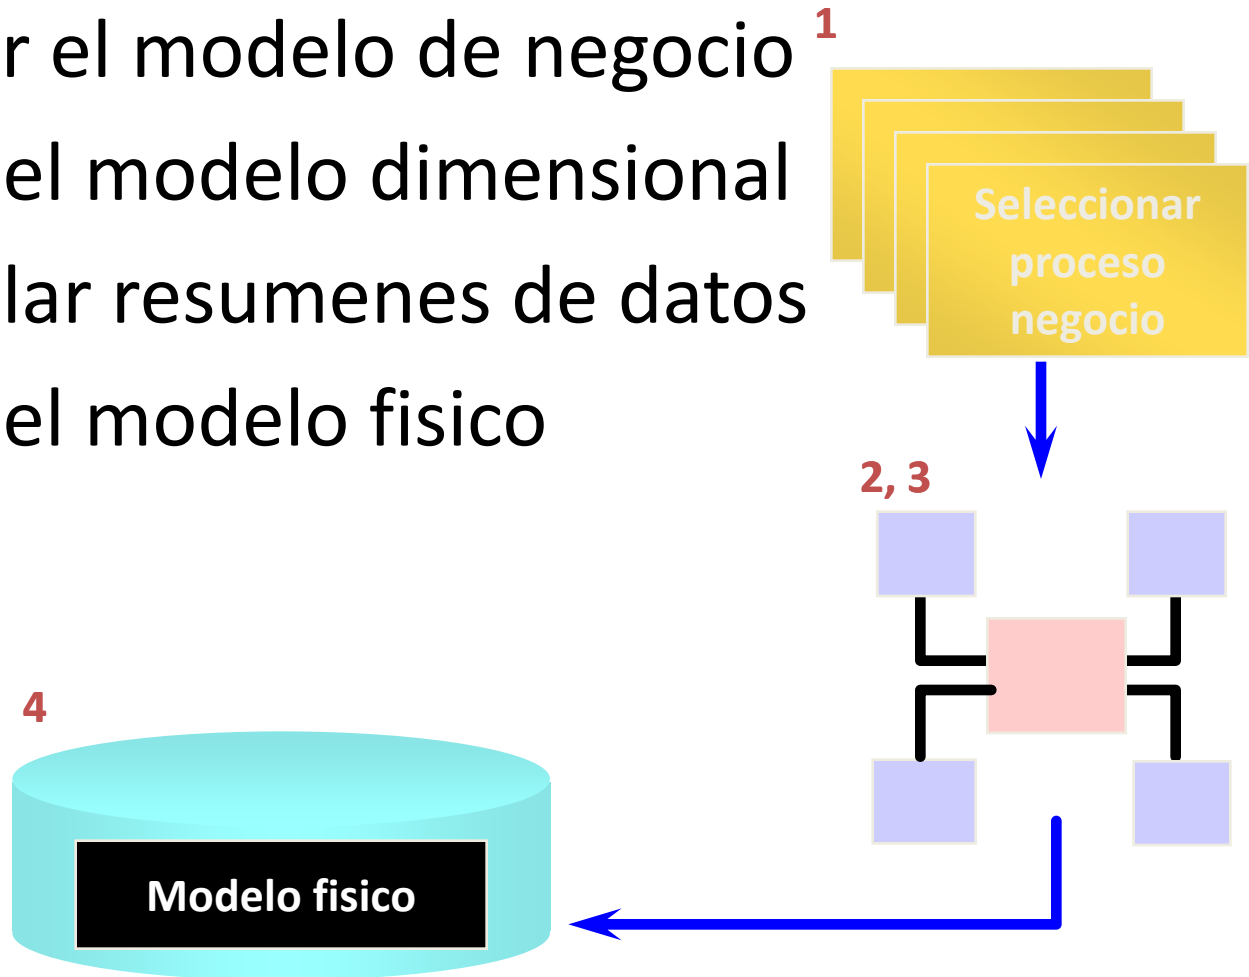 r el modelo de negocio
el modelo dimensional
lar resumenes de datos
el modelo fisico
1
Seleccionar
proceso
negocio
2, 3
4
Modelo fisico